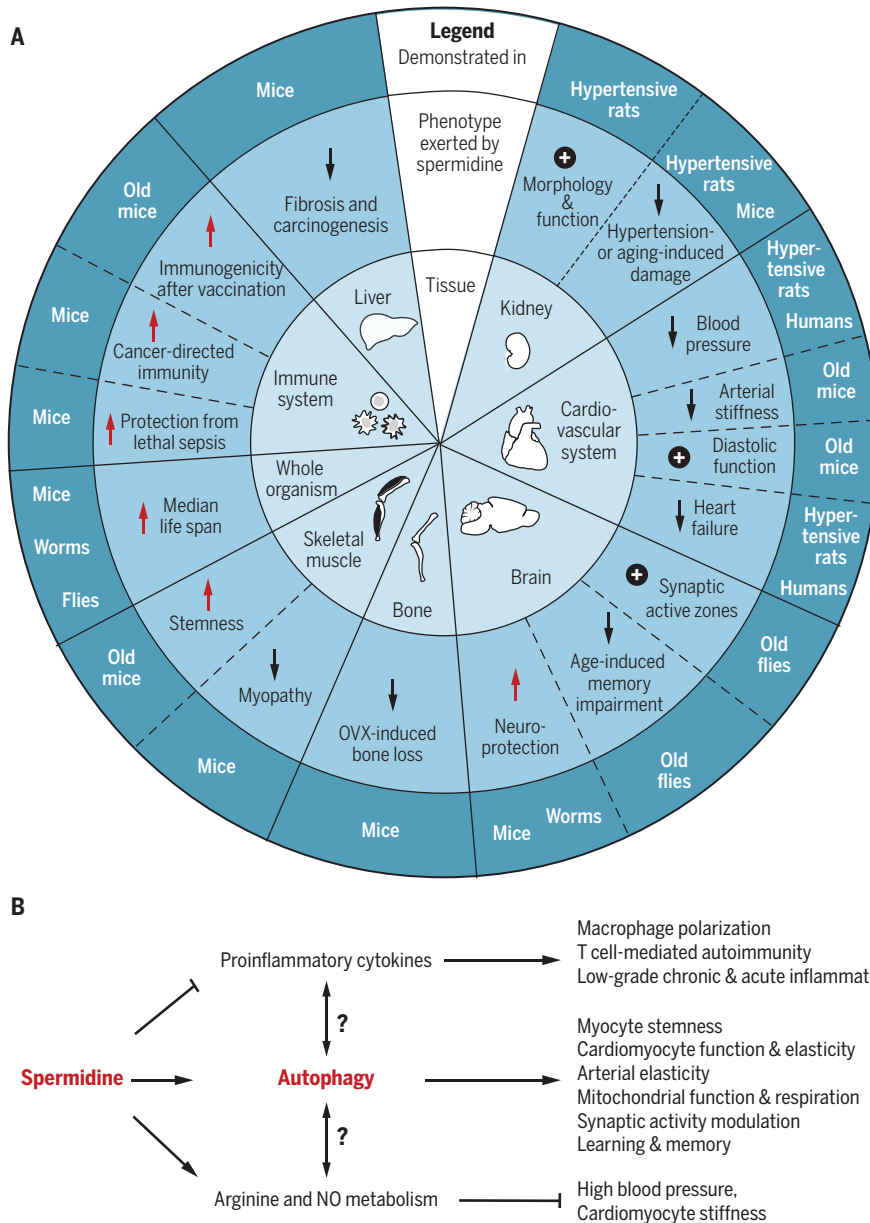 A
Legend
Demonstrated in
Phenotype
exerted by
spermidine
Tissue
Hypertensive
rats
+
Morphology
&
function
Kidney
Hypertensive
rats
Mice
Hypertension-
or aging-induced
damage
Hyper-
tensive
rats
Humans
Blood
pressure
Cardio-
vascular
system
Old
mice
Arterial
stiffness
Old
mice
+
Diastolic
function
Hyper-
tensive
rats
Humans
Heart
failure
Old
flies
+
Synaptic
active zones
Brain
Old
flies
Age-induced
memory
impairment
Worms
Mice
Neuro-
protection
Mice
OVX-induced
bone loss
Bone
Mice
Myopathy
Skeletal
muscle
Old
mice
Stemness
Mice
Worms
Flies
Median
life span
Whole
organism
Mice
Protection from
lethal sepsis
Immune
system
Mice
Cancer-directed
immunity
Old
mice
Immunogenicity
after vaccination
Mice
Fibrosis and
carcinogenesis
Liver
B
Proinflammatory cytokines
Macrophage polarization
T cell-mediated autoimmunity
Low-grade chronic & acute inflammat
?
Spermidine
Autophagy
Myocyte stemness
Cardiomyocyte function & elasticity
Arterial elasticity
Mitochondrial function & respiration
Synaptic activity modulation
Learning & memory
?
Arginine and NO metabolism
High blood pressure,
Cardiomyocyte stiffness